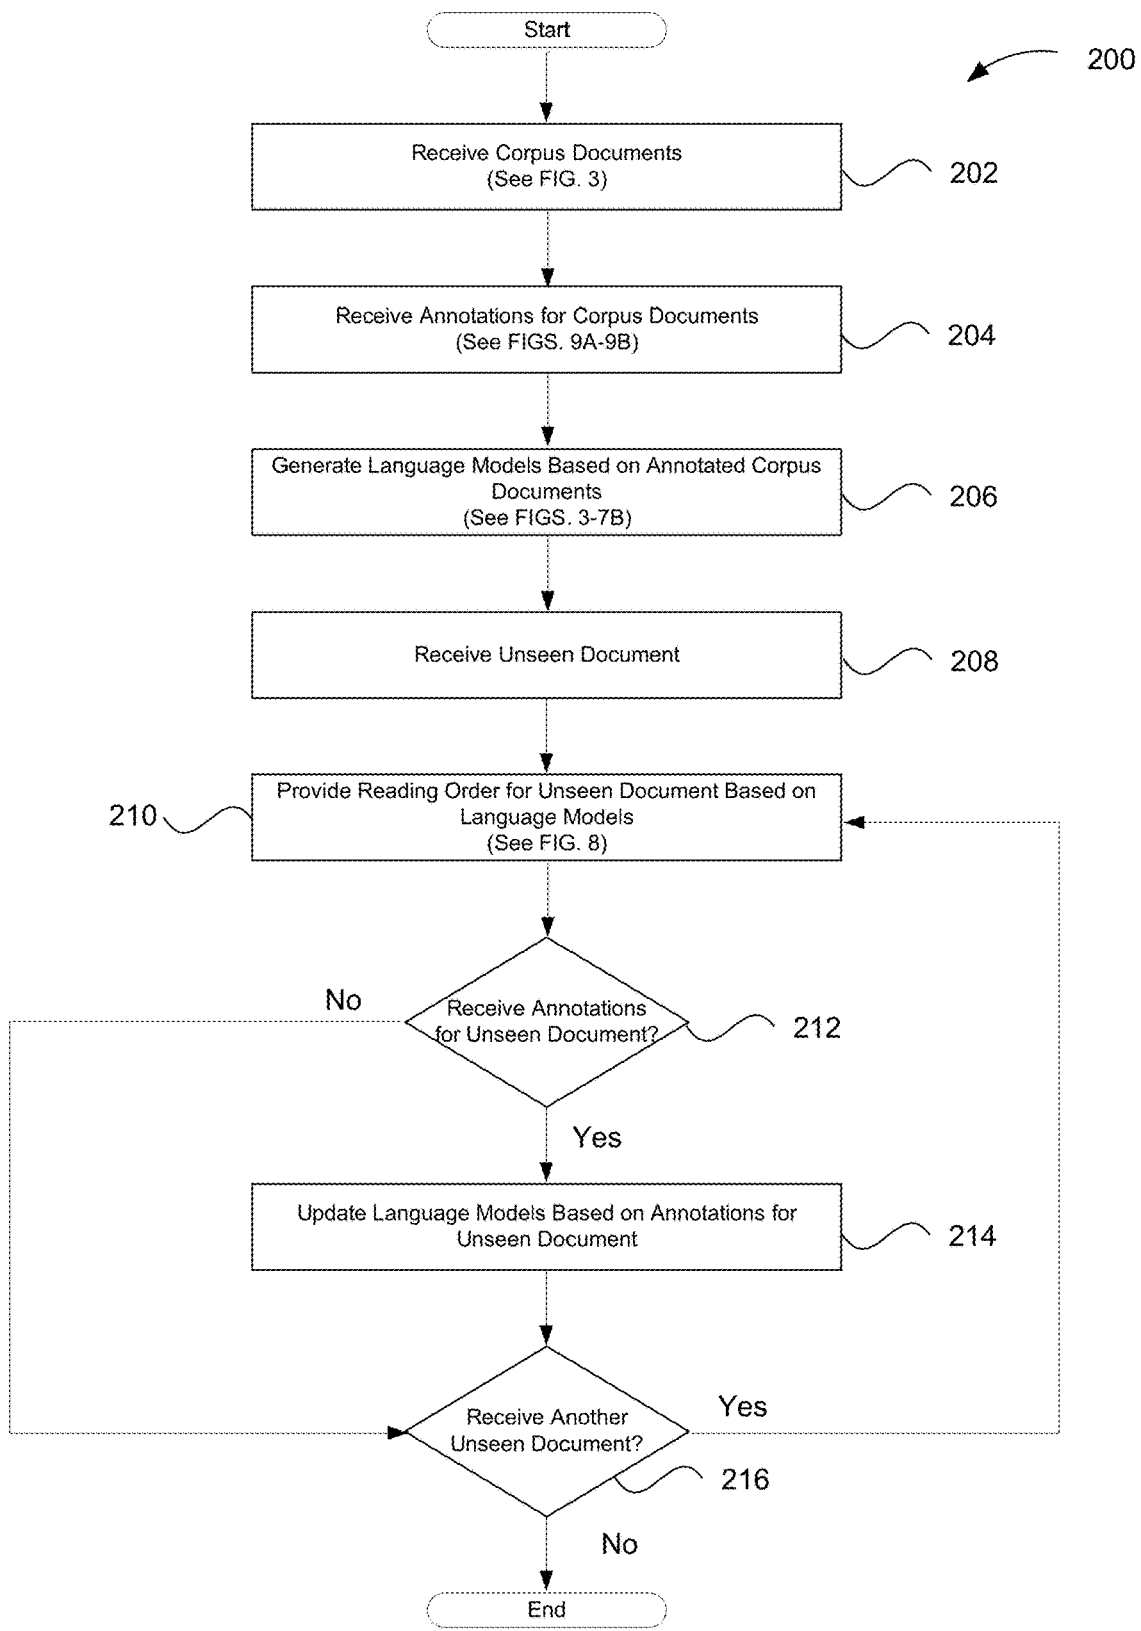 Start
200
Receive Corpus Documents
(See FIG. 3)
202
Receive Annotations for Corpus Documents
(See FIGS. 9A-9B)
204
Generate Language Models Based on Annotated Corpus
Documents
(See FIGS. 3-7B)
206
Receive Unseen Document
208
Provide Reading Order for Unseen Document Based on
Language Models
(See FIG. 8)
210
No
Receive Annotations
for Unseen Document?
212
Yes
Update Language Models Based on Annotations for
Unseen Document
214
Receive Another
Unseen Document?
Yes
216
No
End